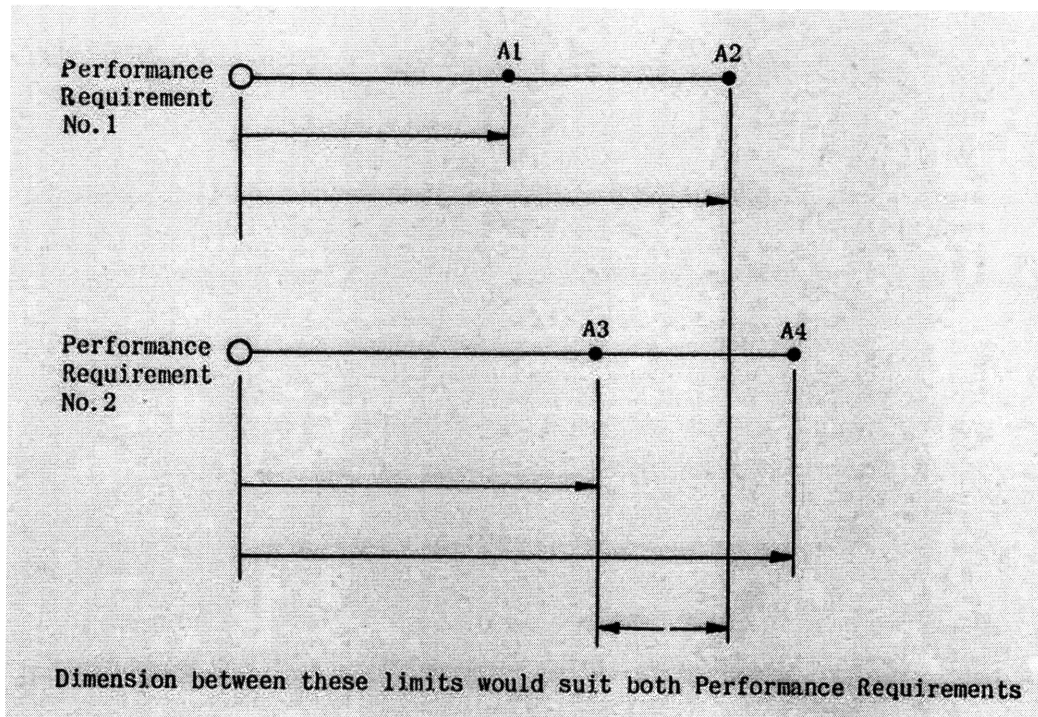 A1 A2
Performance
Requirement
No.1
A3 A4
Performance
Requirement
No.2
Dimension between these limits would suit both Performance Requirements